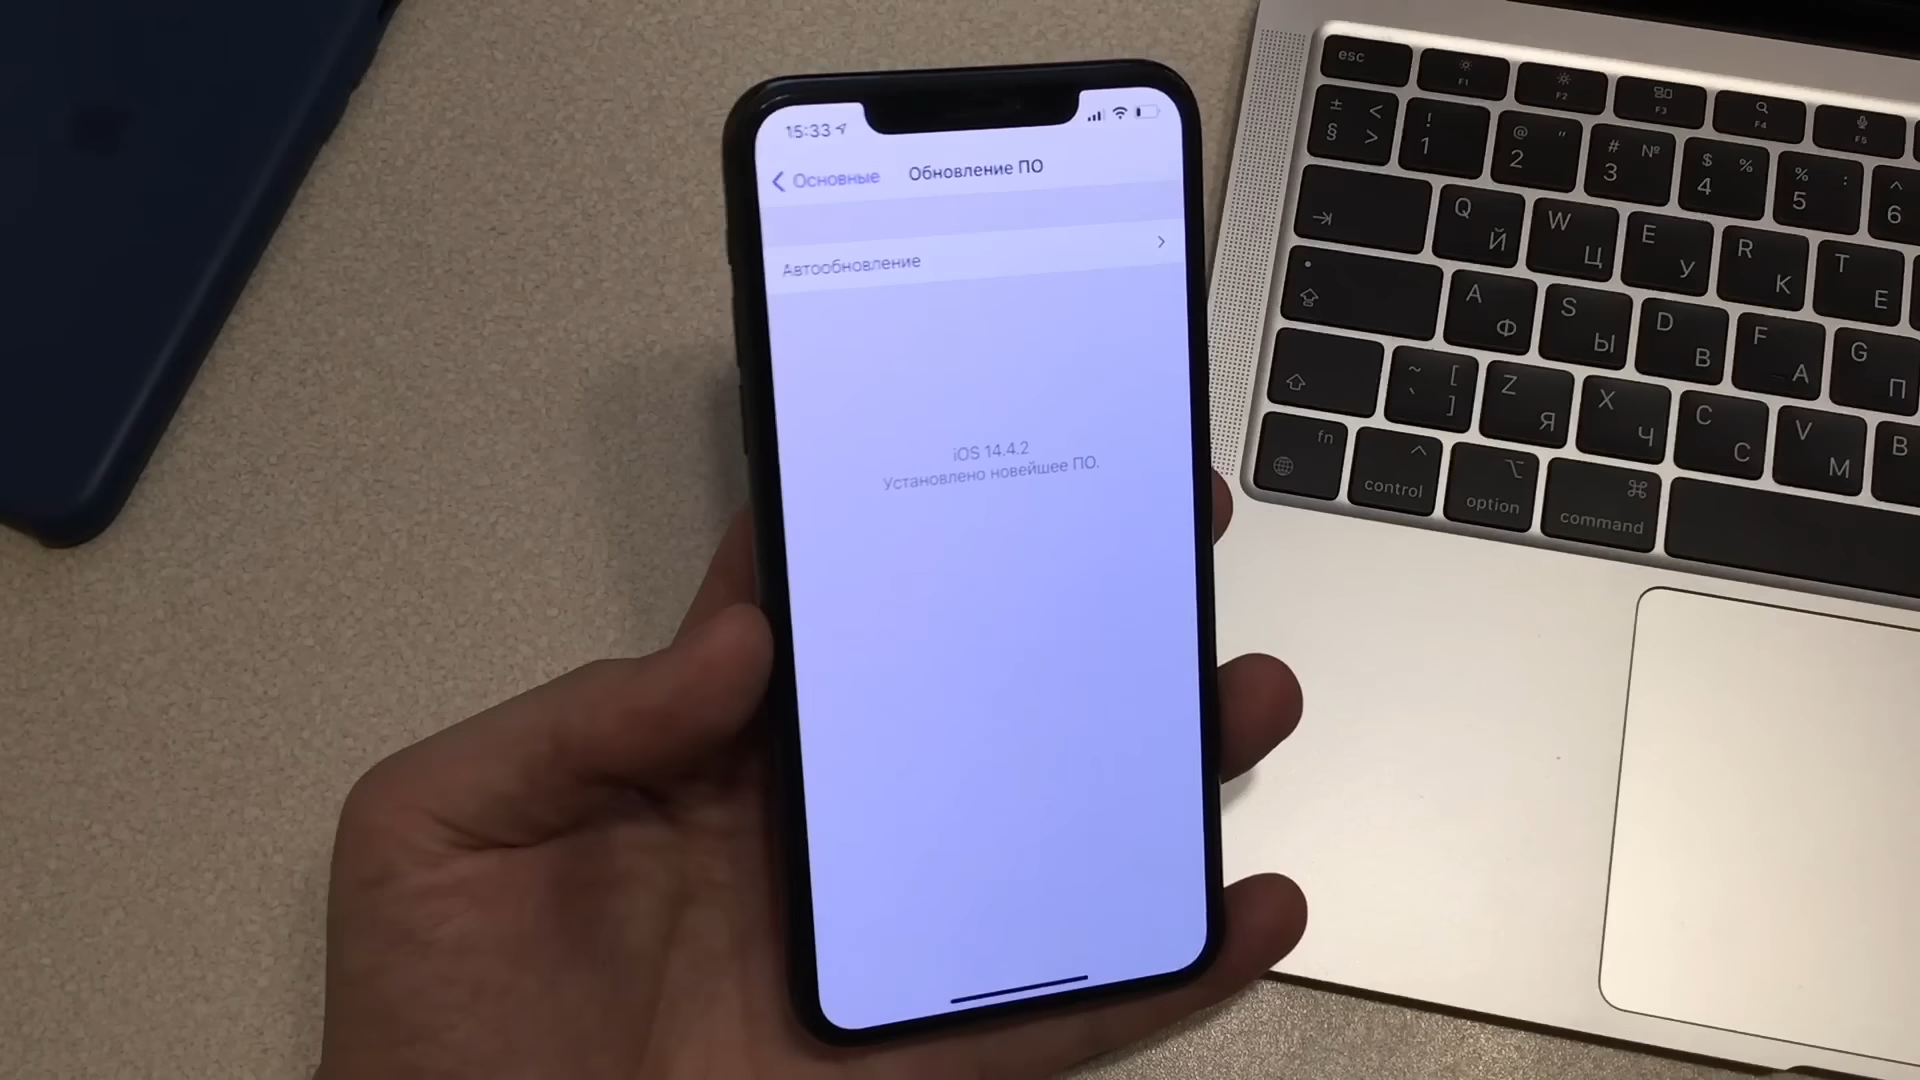 15:33
Основные
Обновление ПО
Автообновление
iOS 14.4.2
Установлено новейшее ПО.
esc
F1
F2
F3
F4
F5
± <
§ >
!
1
@ "
2
# №
3
$ %
4
% :
5
^
6
Q Й
W Ц
E У
R К
T Е
A Ф
S Ы
D В
F А
G П
~ [
` ]
Z Я
X Ч
C С
V М
B
fn
control
option
command